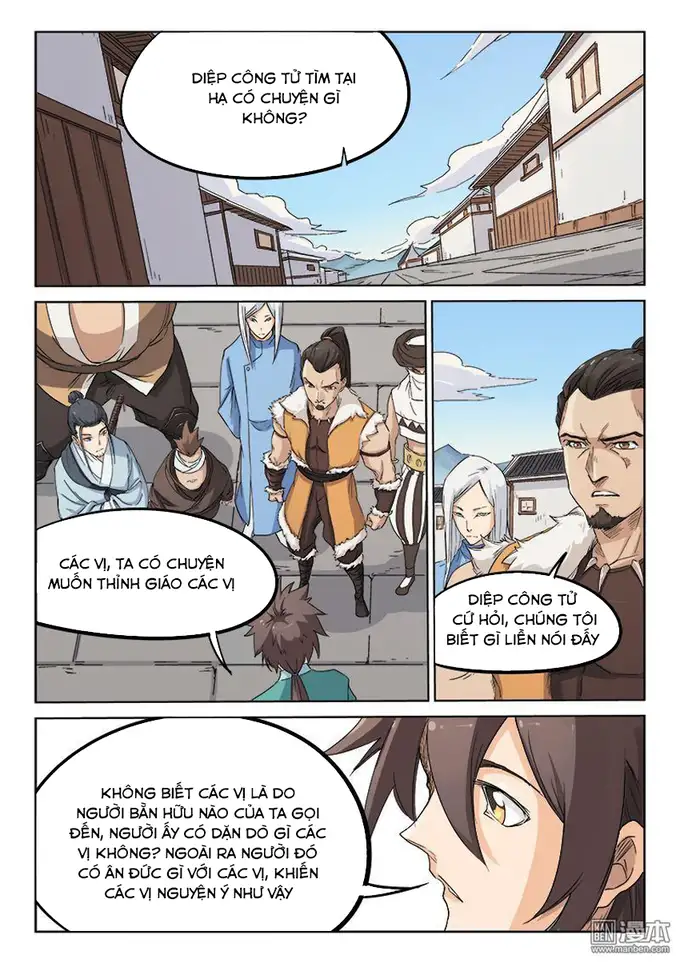 DIỆP CÔNG TỬ TÌM TẠI
HẠ CÓ CHUYỆN GÌ
KHÔNG?
CÁC VỊ, TA CÓ CHUYỆN
MUỐN THỈNH GIÁO CÁC VỊ
DIỆP CÔNG TỬ
CỨ HỎI, CHÚNG TÔI
BIẾT GÌ LIỀN NÓI ĐẤY
KHÔNG BIẾT CÁC VỊ LÀ DO
NGƯỜI BẰNG HỮU NÀO CỦA TA GỌI
ĐẾN, NGƯỜI ẤY CÓ DẶN DÒ GÌ CÁC
VỊ KHÔNG? NGOÀI RA NGƯỜI ĐÓ
CÓ ÂN ĐỨC GÌ VỚI CÁC VỊ, KHIẾN
CÁC VỊ NGUYỆN Ý NHƯ VẬY
MAN
BEN 漫本
www.manben.com